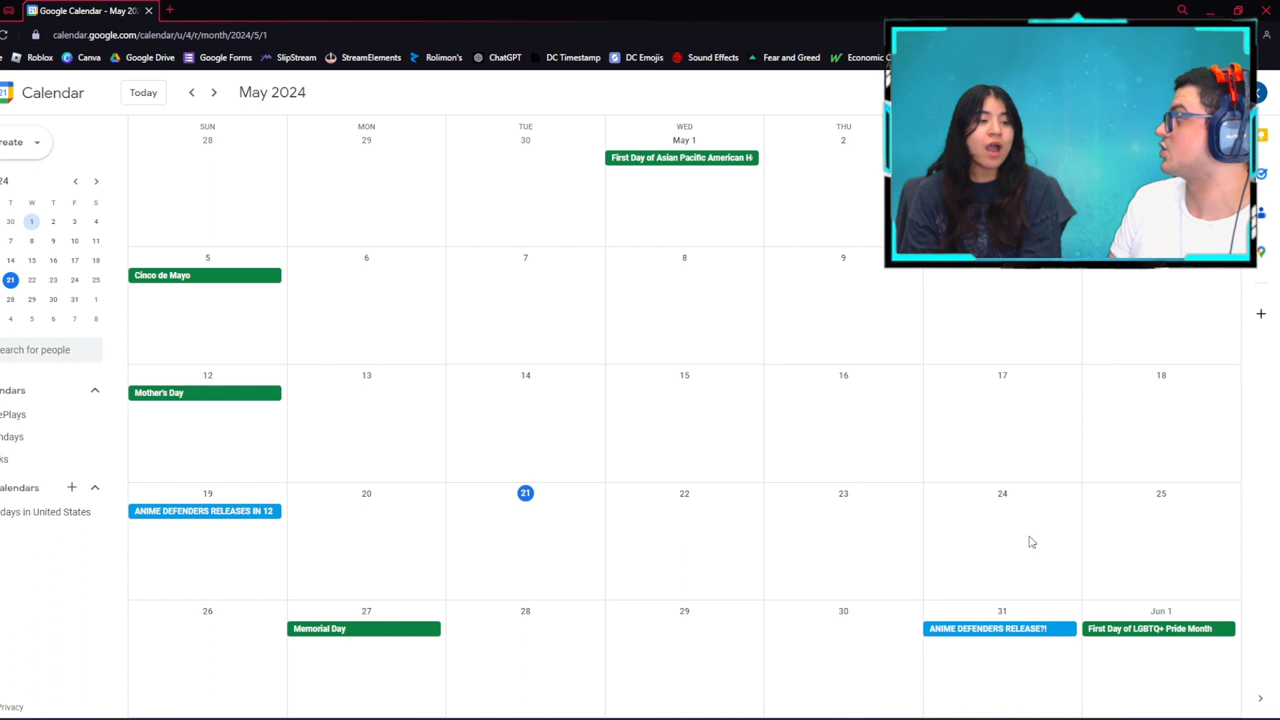 Google Calendar - May 202
calendar.google.com/calendar/u/4/r/month/2024/5/1
e Roblox Canva Google Drive Google Forms SlipStream StreamElements Rolimon's ChatGPT DC Timestamp DC Emojis Sound Effects Fear and Greed Economic C
21 Calendar Today May 2024
SUN MON TUE WED THU
28 29 30 May 1 2
reate
First Day of Asian Pacific American H
24
T W T F S
30 1 2 3 4
7 8 9 10 11
14 15 16 17 18
21 22 23 24 25
28 29 30 31 1
4 5 6 7 8
5 6 7 8 9
Cinco de Mayo
earch for people
12 13 14 15 16 17 18
Mother's Day
endars
ePlays
ndays
ks
alendars
days in United States
19 20 21 22 23 24 25
ANIME DEFENDERS RELEASES IN 12
26 27 28 29 30 31 Jun 1
Memorial Day ANIME DEFENDERS RELEASE?! First Day of LGBTQ+ Pride Month
Privacy